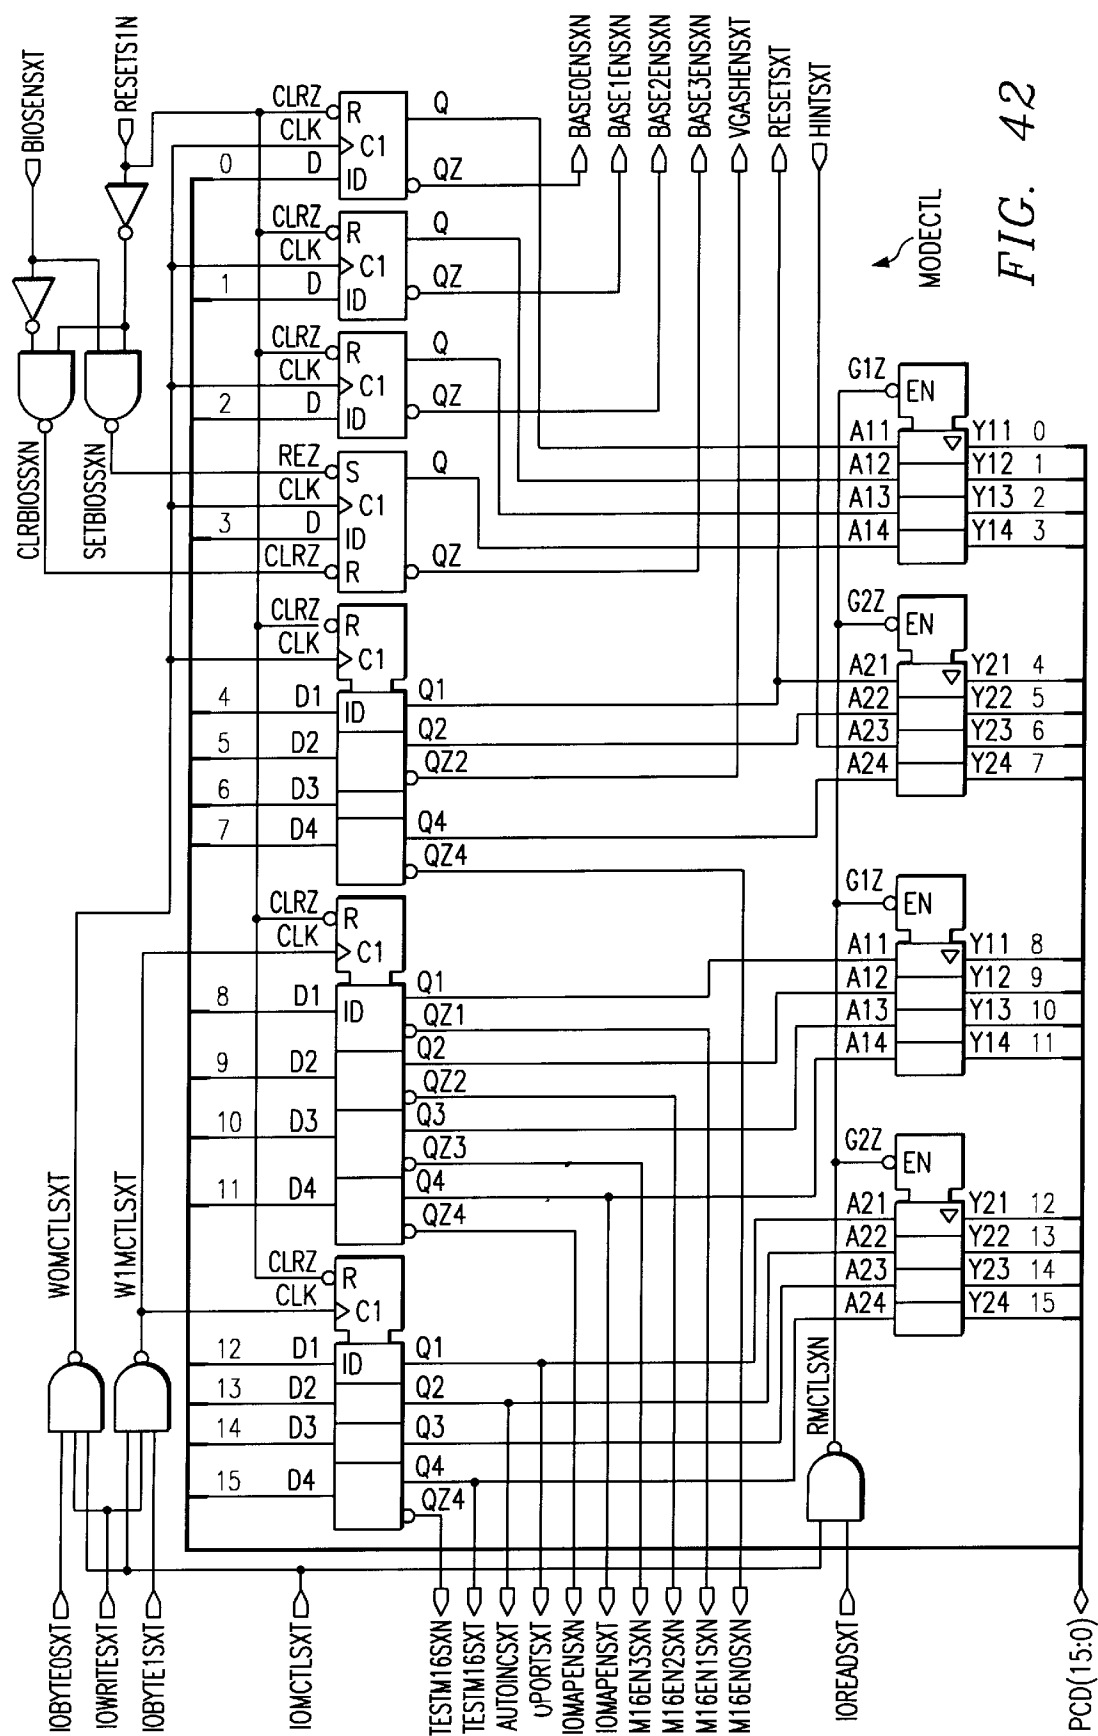 BIOSENSXT
RESETS1N
CLRBIOSSXN
SETBIOSSXN
W0MCTLSXT
W1MCTLSXT
IOBYTE0SXT
IOWRITESXT
IOBYTE1SXT
IOMCTLSXT
0
CLRZ
CLK
D
R
C1
ID
Q
QZ
1
CLRZ
CLK
D
R
C1
ID
Q
QZ
2
CLRZ
CLK
D
R
C1
ID
Q
QZ
3
REZ
CLK
D
CLRZ
S
C1
ID
R
Q
QZ
CLRZ
CLK
R
C1
4 D1
ID
5 D2
6 D3
7 D4
Q1
Q2
QZ2
Q4
QZ4
CLRZ
CLK
R
C1
8 D1
ID
9 D2
10 D3
11 D4
Q1
QZ1
Q2
QZ2
Q3
QZ3
Q4
QZ4
CLRZ
CLK
R
C1
12 D1
ID
13 D2
14 D3
15 D4
Q1
Q2
Q3
Q4
QZ4
BASE0ENSXN
BASE1ENSXN
BASE2ENSXN
BASE3ENSXN
VGASHENSXT
RESETSXT
HINTSXT
TESTM16SXN
TESTM16SXT
AUTOINCSXT
υPORTSXT
IOMAPENSXN
IOMAPENSXT
M16EN3SXN
M16EN2SXN
M16EN1SXN
M16EN0SXN
IOREADSXT
RMCTLSXN
PCD(15:0)
G1Z
EN
A11 Y11 0
A12 Y12 1
A13 Y13 2
A14 Y14 3
G2Z
EN
A21 Y21 4
A22 Y22 5
A23 Y23 6
A24 Y24 7
G1Z
EN
A11 Y11 8
A12 Y12 9
A13 Y13 10
A14 Y14 11
G2Z
EN
A21 Y21 12
A22 Y22 13
A23 Y23 14
A24 Y24 15
MODECTL
FIG. 42